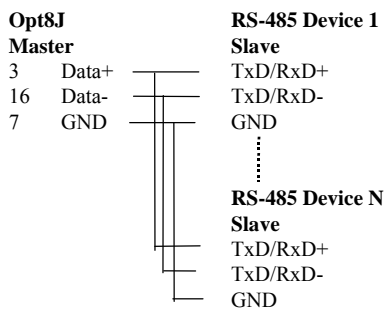 Opt8J RS-485 Device 1
Master Slave
3 Data+ TxD/RxD+
16 Data- TxD/RxD-
7 GND GND
RS-485 Device N
Slave
TxD/RxD+
TxD/RxD-
GND